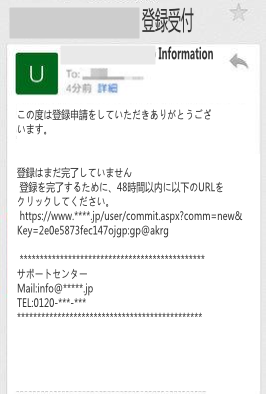 登録受付
U
Information
To:
4分前 詳細
この度は登録申請をしていただきありがとうござ
います。
登録はまだ完了していません
登録を完了するために、48時間以内に以下のURLを
クリックしてください。
https://www.****.jp/user/commit.aspx?comm=new&
Key=2e0e5873fec147ojgp:gp@akrg
**********************************************
サポートセンター
Mail:info@*****.jp
TEL:0120-***-***
**********************************************